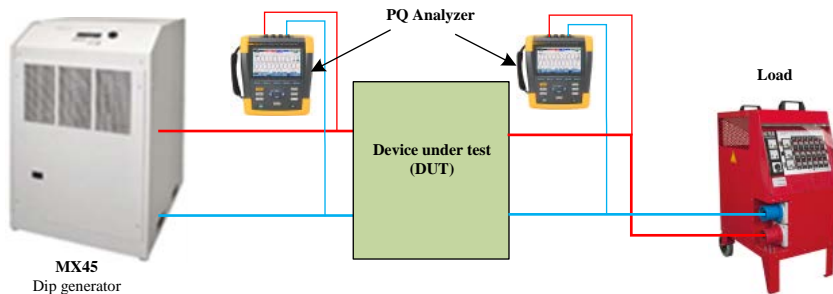 PQ Analyzer
Load
Device under test
(DUT)
MX45
Dip generator